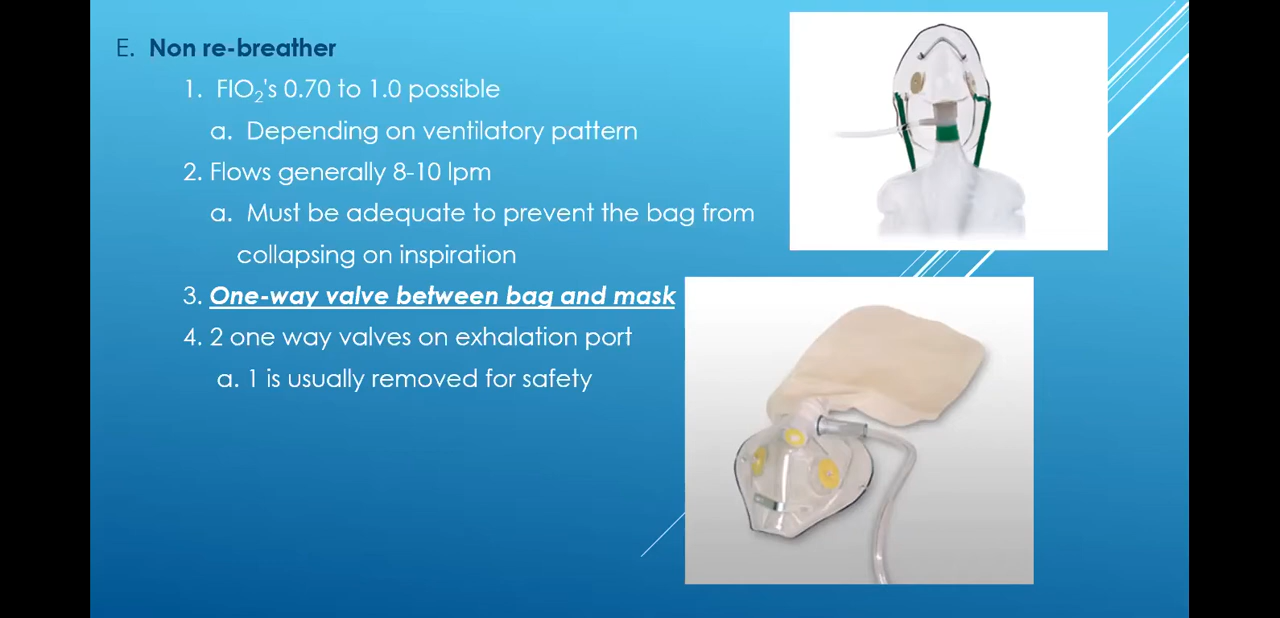 E. Non re-breather
1. FIO2's 0.70 to 1.0 possible
a. Depending on ventilatory pattern
2. Flows generally 8-10 lpm
a. Must be adequate to prevent the bag from
collapsing on inspiration
3. One-way valve between bag and mask
4. 2 one way valves on exhalation port
a. 1 is usually removed for safety